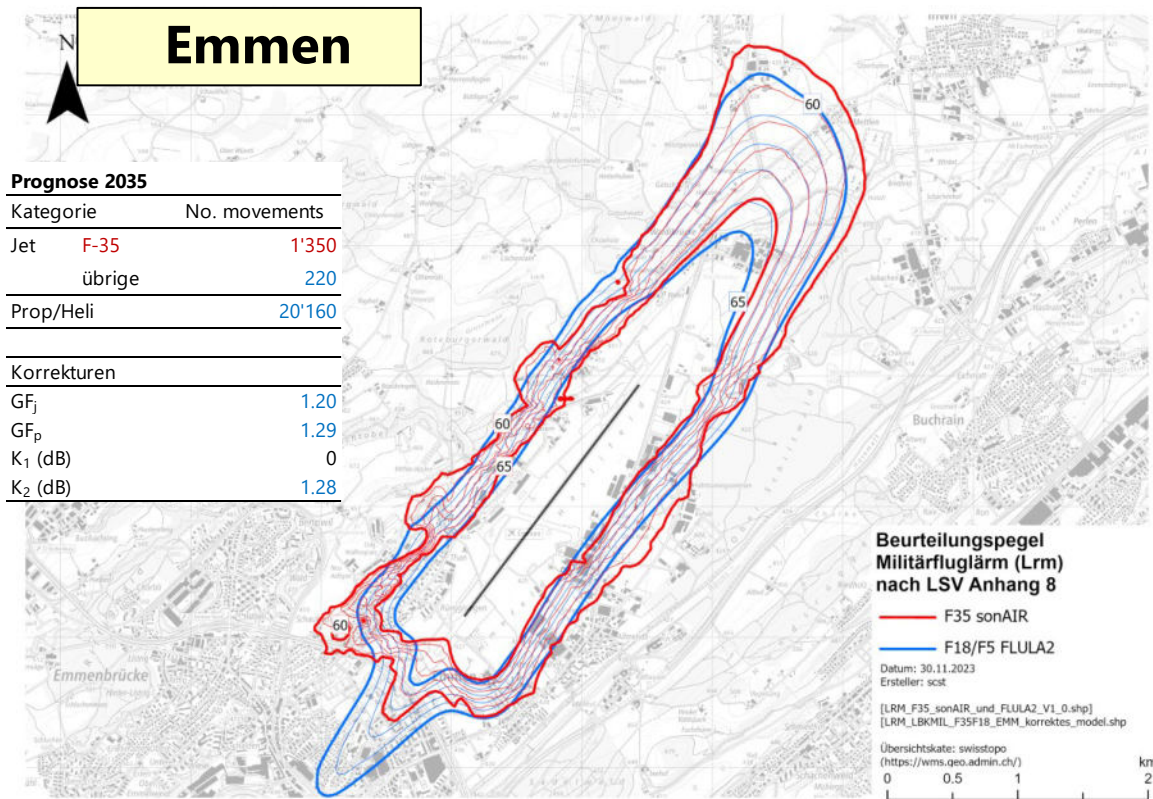 Emmen
N
Prognose 2035
Kategorie No. movements
Jet F-35 1'350
übrige 220
Prop/Heli 20'160
Korrekturen
GFj 1.20
GFp 1.29
K1 (dB) 0
K2 (dB) 1.28
60
65
60
65
60
Buchrain
Emmenbrücke
Perlen
Beurteilungspegel
Militärfluglärm (Lrm)
nach LSV Anhang 8
F35 sonAIR
F18/F5 FLULA2
Datum: 30.11.2023
Ersteller: scst
[LRM_F35_sonAIR_und_FLULA2_V1_0.shp]
[LRM_LBKMIL_F35F18_EMM_korrektes_model.shp
Übersichtskate: swisstopo
(https://wms.geo.admin.ch/)
km
0 0.5 1 2